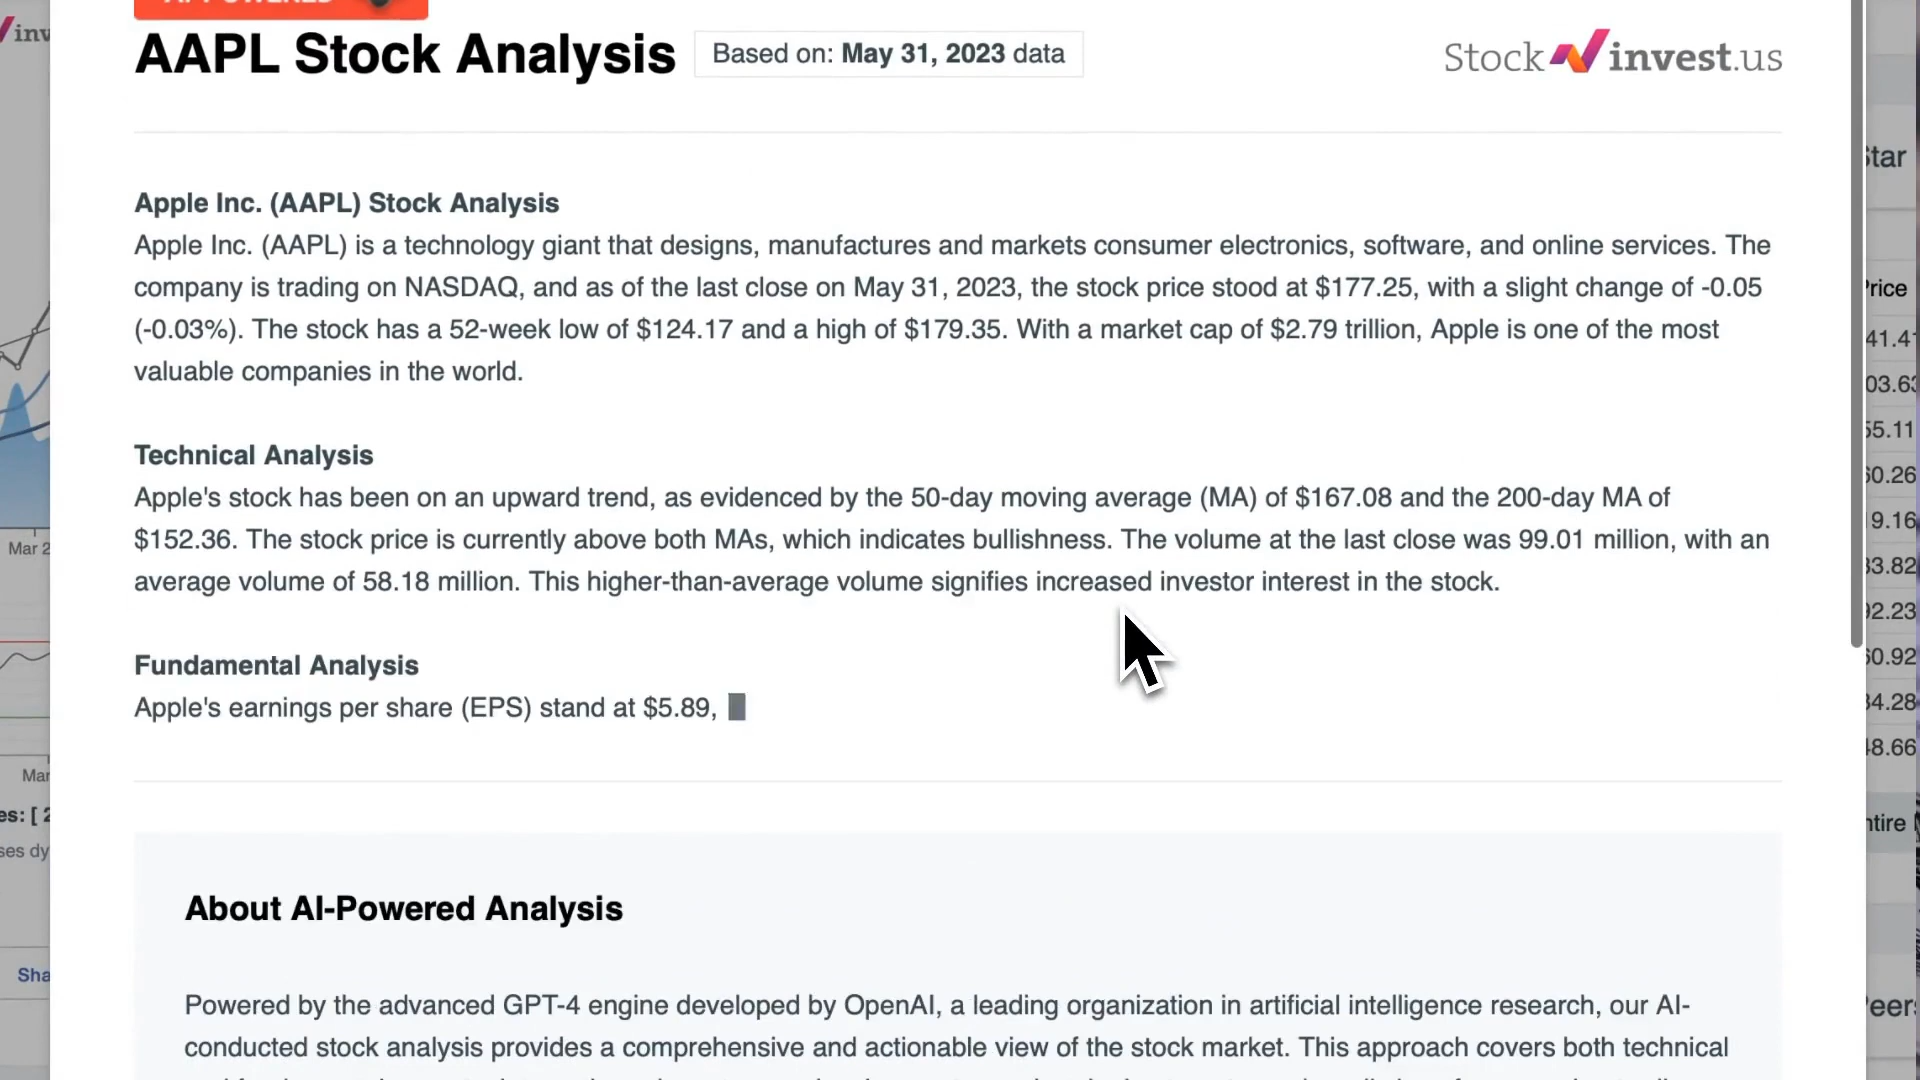 AAPL Stock Analysis
Based on: May 31, 2023 data
Stock invest.us
Apple Inc. (AAPL) Stock Analysis
Apple Inc. (AAPL) is a technology giant that designs, manufactures and markets consumer electronics, software, and online services. The
company is trading on NASDAQ, and as of the last close on May 31, 2023, the stock price stood at $177.25, with a slight change of -0.05
(-0.03%). The stock has a 52-week low of $124.17 and a high of $179.35. With a market cap of $2.79 trillion, Apple is one of the most
valuable companies in the world.
Technical Analysis
Apple's stock has been on an upward trend, as evidenced by the 50-day moving average (MA) of $167.08 and the 200-day MA of
$152.36. The stock price is currently above both MAs, which indicates bullishness. The volume at the last close was 99.01 million, with an
average volume of 58.18 million. This higher-than-average volume signifies increased investor interest in the stock.
Fundamental Analysis
Apple's earnings per share (EPS) stand at $5.89,
About AI-Powered Analysis
Powered by the advanced GPT-4 engine developed by OpenAI, a leading organization in artificial intelligence research, our AI-
conducted stock analysis provides a comprehensive and actionable view of the stock market. This approach covers both technical